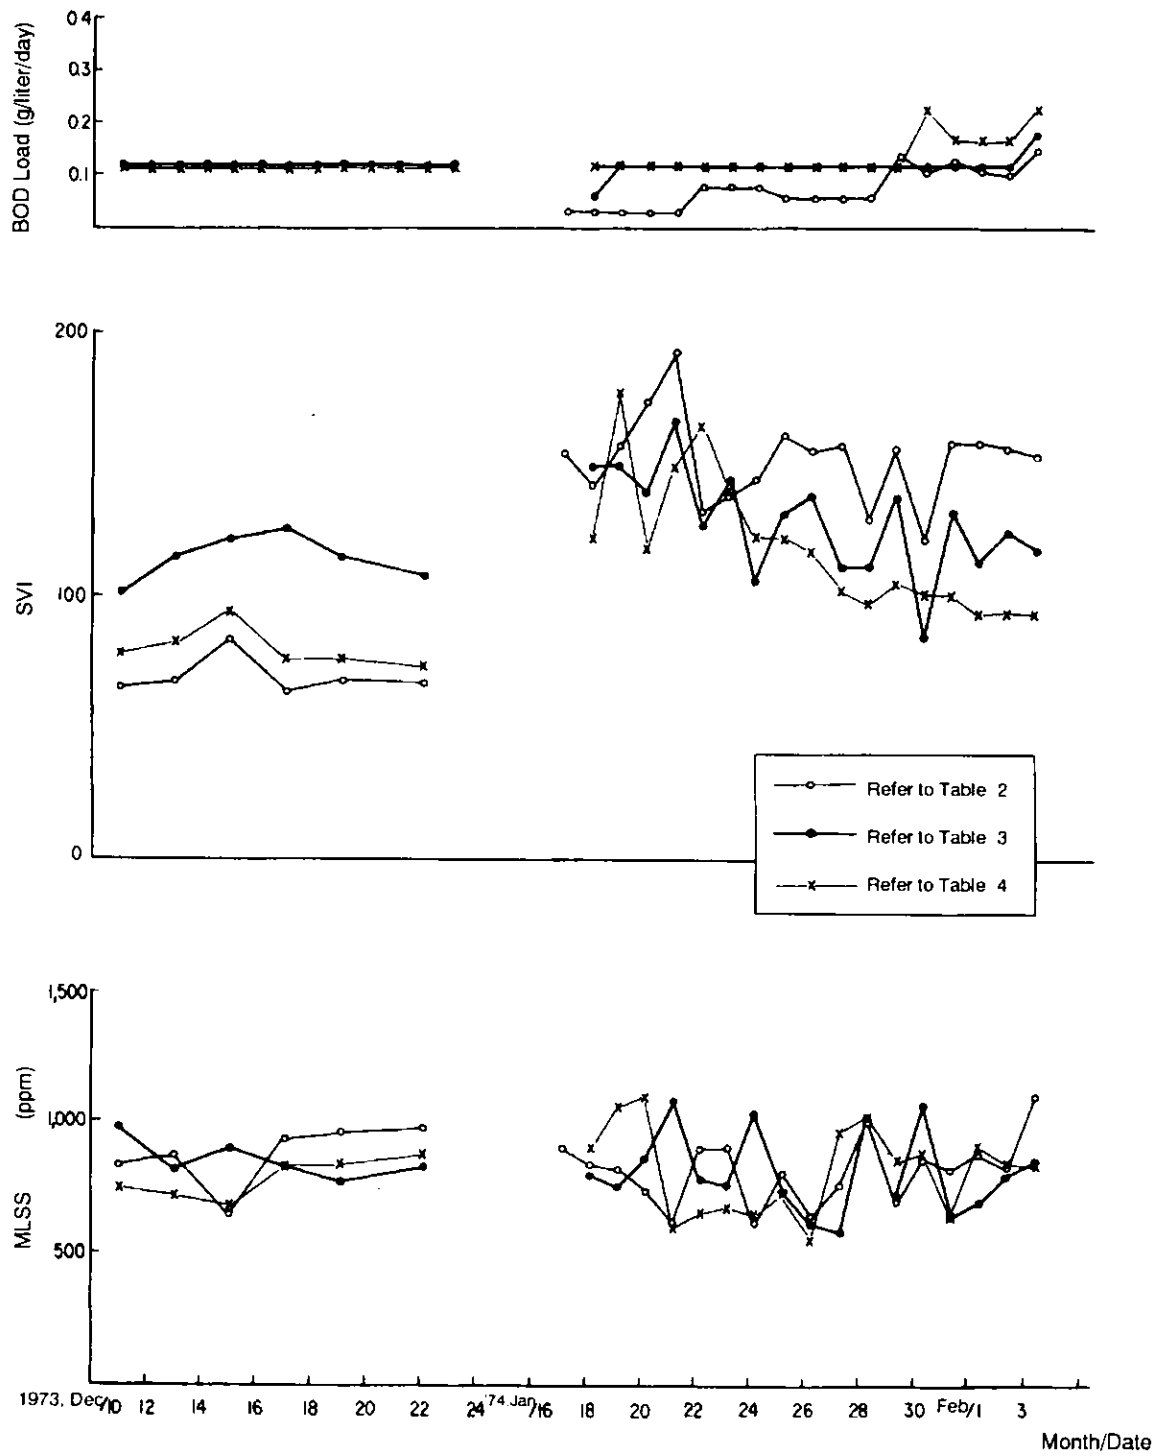 BOD Load (g/liter/day)
0.4
0.3
0.2
0.1
SVI
200
100
0
Refer to Table 2
Refer to Table 3
Refer to Table 4
MLSS (ppm)
1,500
1,000
500
1973, Dec/10 12 14 16 18 20 22 24 '74 Jan/16 18 20 22 24 26 28 30 Feb/1 3
Month/Date